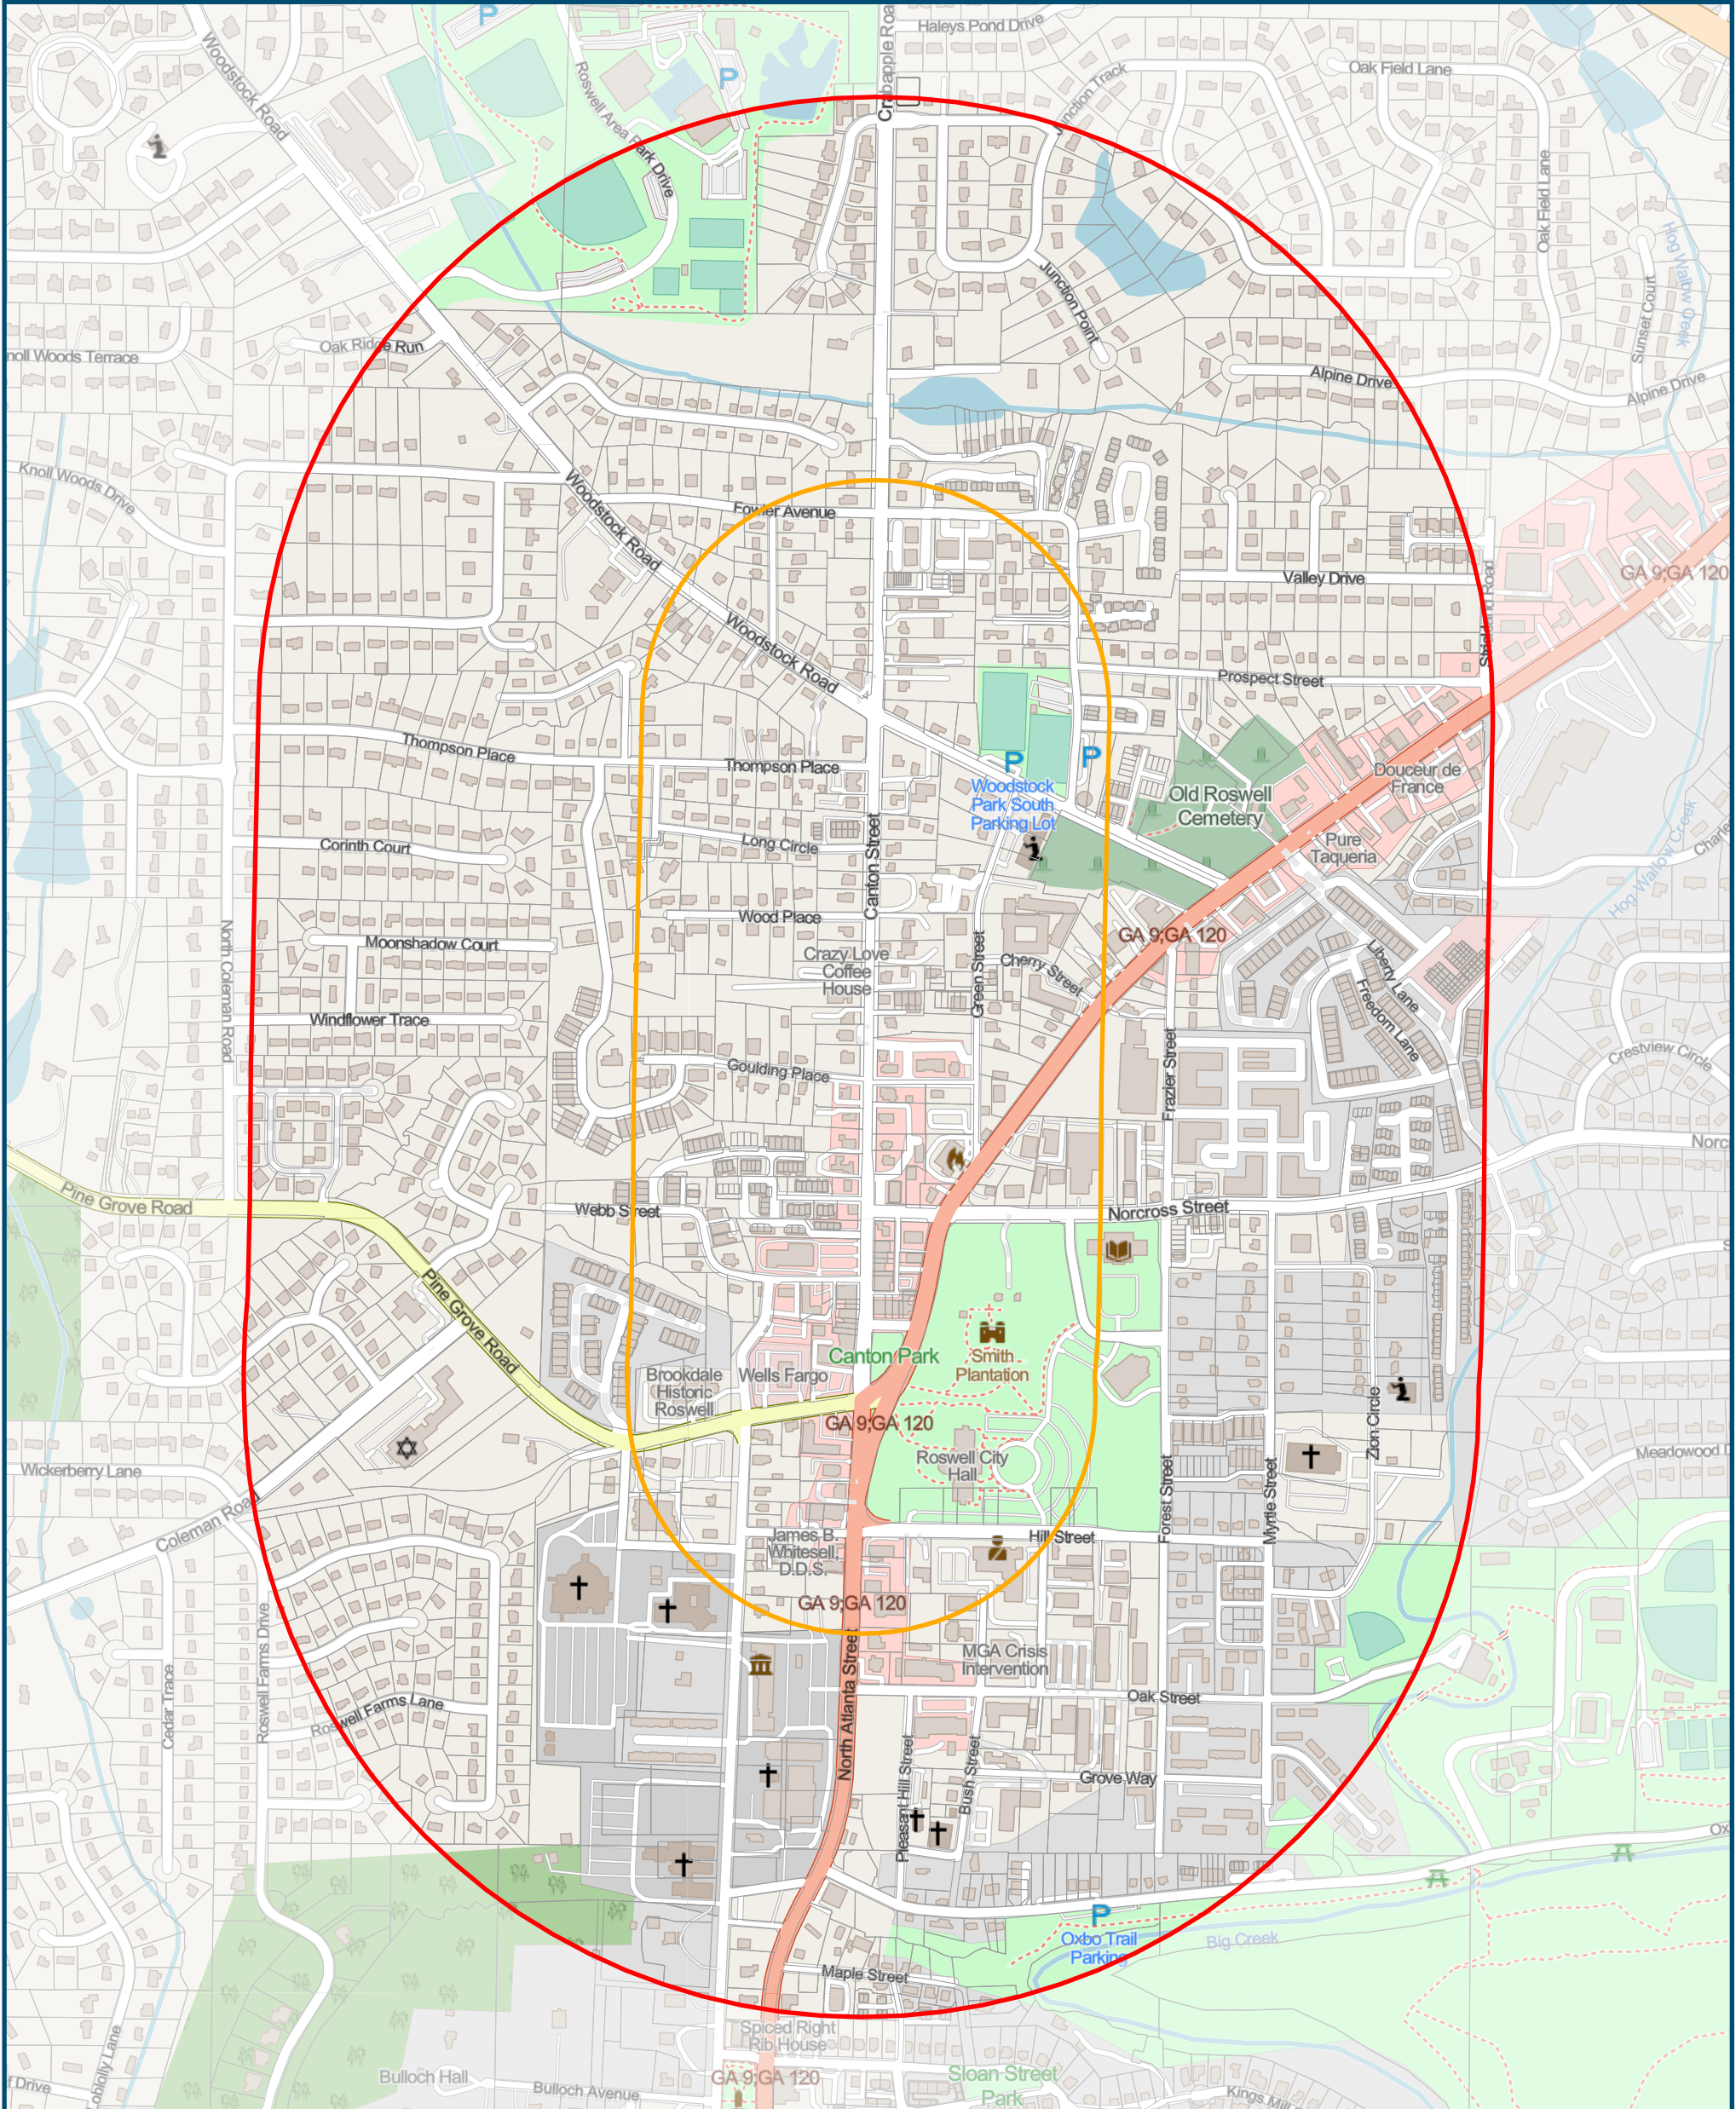 P
Crabapple Roa
Haleys Pond Drive
Woodstock Road
P
Roswell Area Park Drive
Junction Track
Oak Field Lane
Oak Field Lane
Hog Wallow Creek
Sunset Court
Junction Point
Oak Ridge Run
noll Woods Terrace
Alpine Drive
Alpine Drive
Knoll Woods Drive
Woodstock Road
Fowler Avenue
Valley Drive
GA 9;GA 120
Road
Woodstock Road
Prospect Street
Thompson Place
Thompson Place
P
P
Woodstock
Park South
Parking Lot
Douceur de
France
Old Roswell
Cemetery
Corinth Court
Long Circle
Canton Street
Pure
Taqueria
Charle
Hog Wallow Creek
Wood Place
North Coleman Road
Moonshadow Court
GA 9;GA 120
Crazy Love
Coffee
House
Green Street
Cherry Street
Liberty Lane
Freedom Lane
Windflower Trace
Goulding Place
Frazier Street
Crestview Circle
Norc
Pine Grove Road
Webb Street
Norcross Street
Pine Grove Road
Canton Park
Smith
Plantation
Brookdale
Historic
Roswell
Wells Fargo
GA 9;GA 120
Zion Circle
Wickerberry Lane
Roswell City
Hall
Meadowood D
Coleman Road
Forest Street
Myrtle Street
James B.
Whitesell,
D.D.S.
Hill Street
GA 9;GA 120
Roswell Farms Drive
Cedar Trace
MGA Crisis
Intervention
North Atlanta Street
Oak Street
Roswell Farms Lane
Pleasant Hill Street
Bush Street
Grove Way
Ox
P
Oxbo Trail
Parking
Big Creek
Maple Street
Spiced Right
Rib House
Loblolly Lane
f Drive
Bulloch Hall
GA 9;GA 120
Bulloch Avenue
Sloan Street
Park
Kings Mill